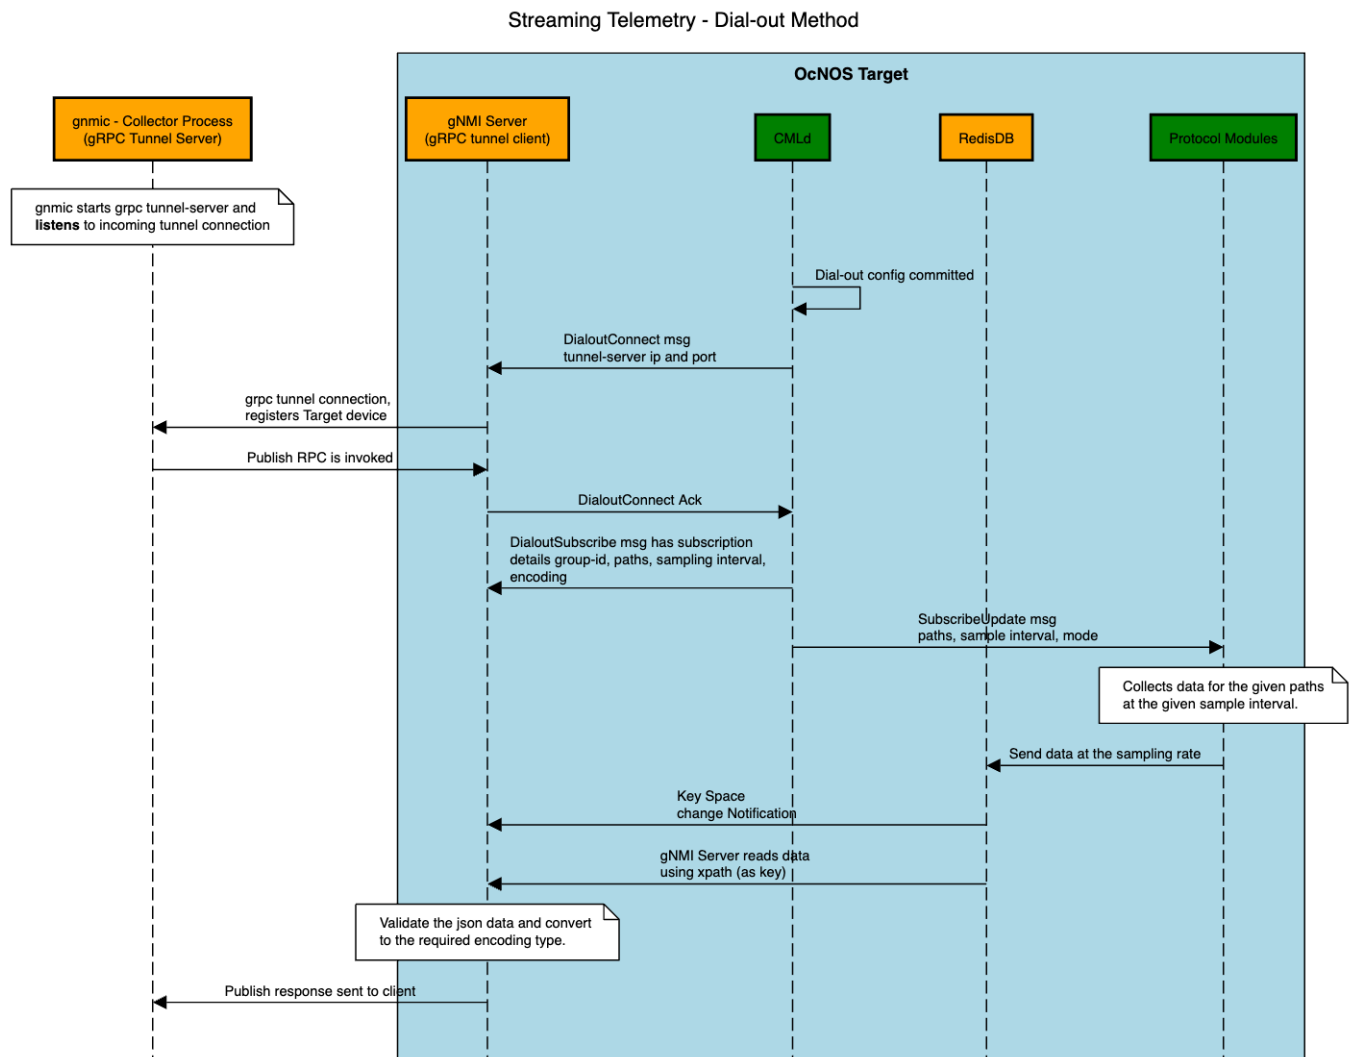 Streaming Telemetry - Dial-out Method
OcNOS Target
gnmic - Collector Process
(gRPC Tunnel Server)
gNMI Server
(gRPC tunnel client)
CMLd
RedisDB
Protocol Modules
gnmic starts grpc tunnel-server and
listens to incoming tunnel connection
Dial-out config committed
DialoutConnect msg
tunnel-server ip and port
grpc tunnel connection,
registers Target device
Publish RPC is invoked
DialoutConnect Ack
DialoutSubscribe msg has subscription
details group-id, paths, sampling interval,
encoding
SubscribeUpdate msg
paths, sample interval, mode
Collects data for the given paths
at the given sample interval.
Send data at the sampling rate
Key Space
change Notification
gNMI Server reads data
using xpath (as key)
Validate the json data and convert
to the required encoding type.
Publish response sent to client